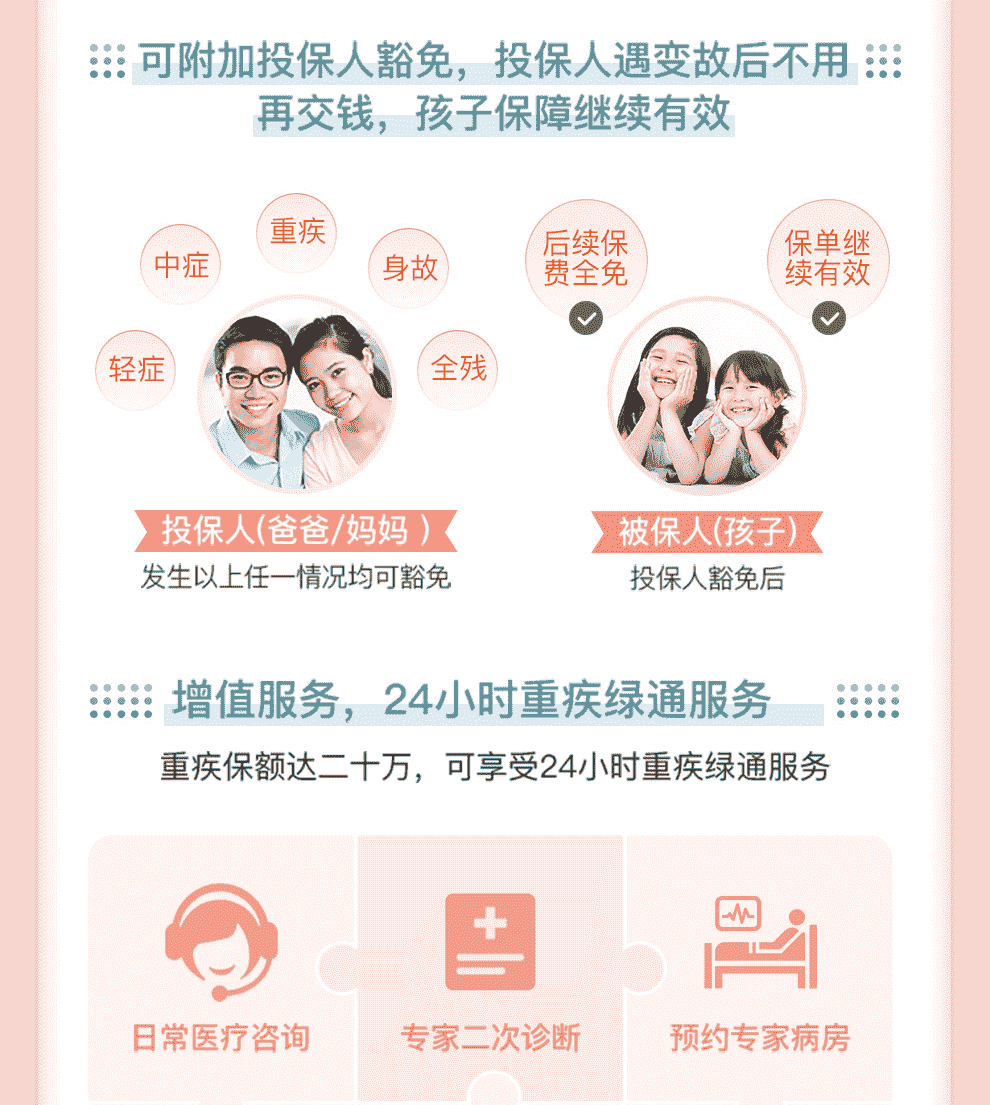 可附加投保人豁免，投保人遇变故后不用
再交钱，孩子保障继续有效
轻症
中症
重疾
身故
全残
后续保
费全免
保单继
续有效
投保人(爸爸/妈妈 )
发生以上任一情况均可豁免
被保人(孩子)
投保人豁免后
增值服务，24小时重疾绿通服务
重疾保额达二十万，可享受24小时重疾绿通服务
日常医疗咨询
专家二次诊断
预约专家病房